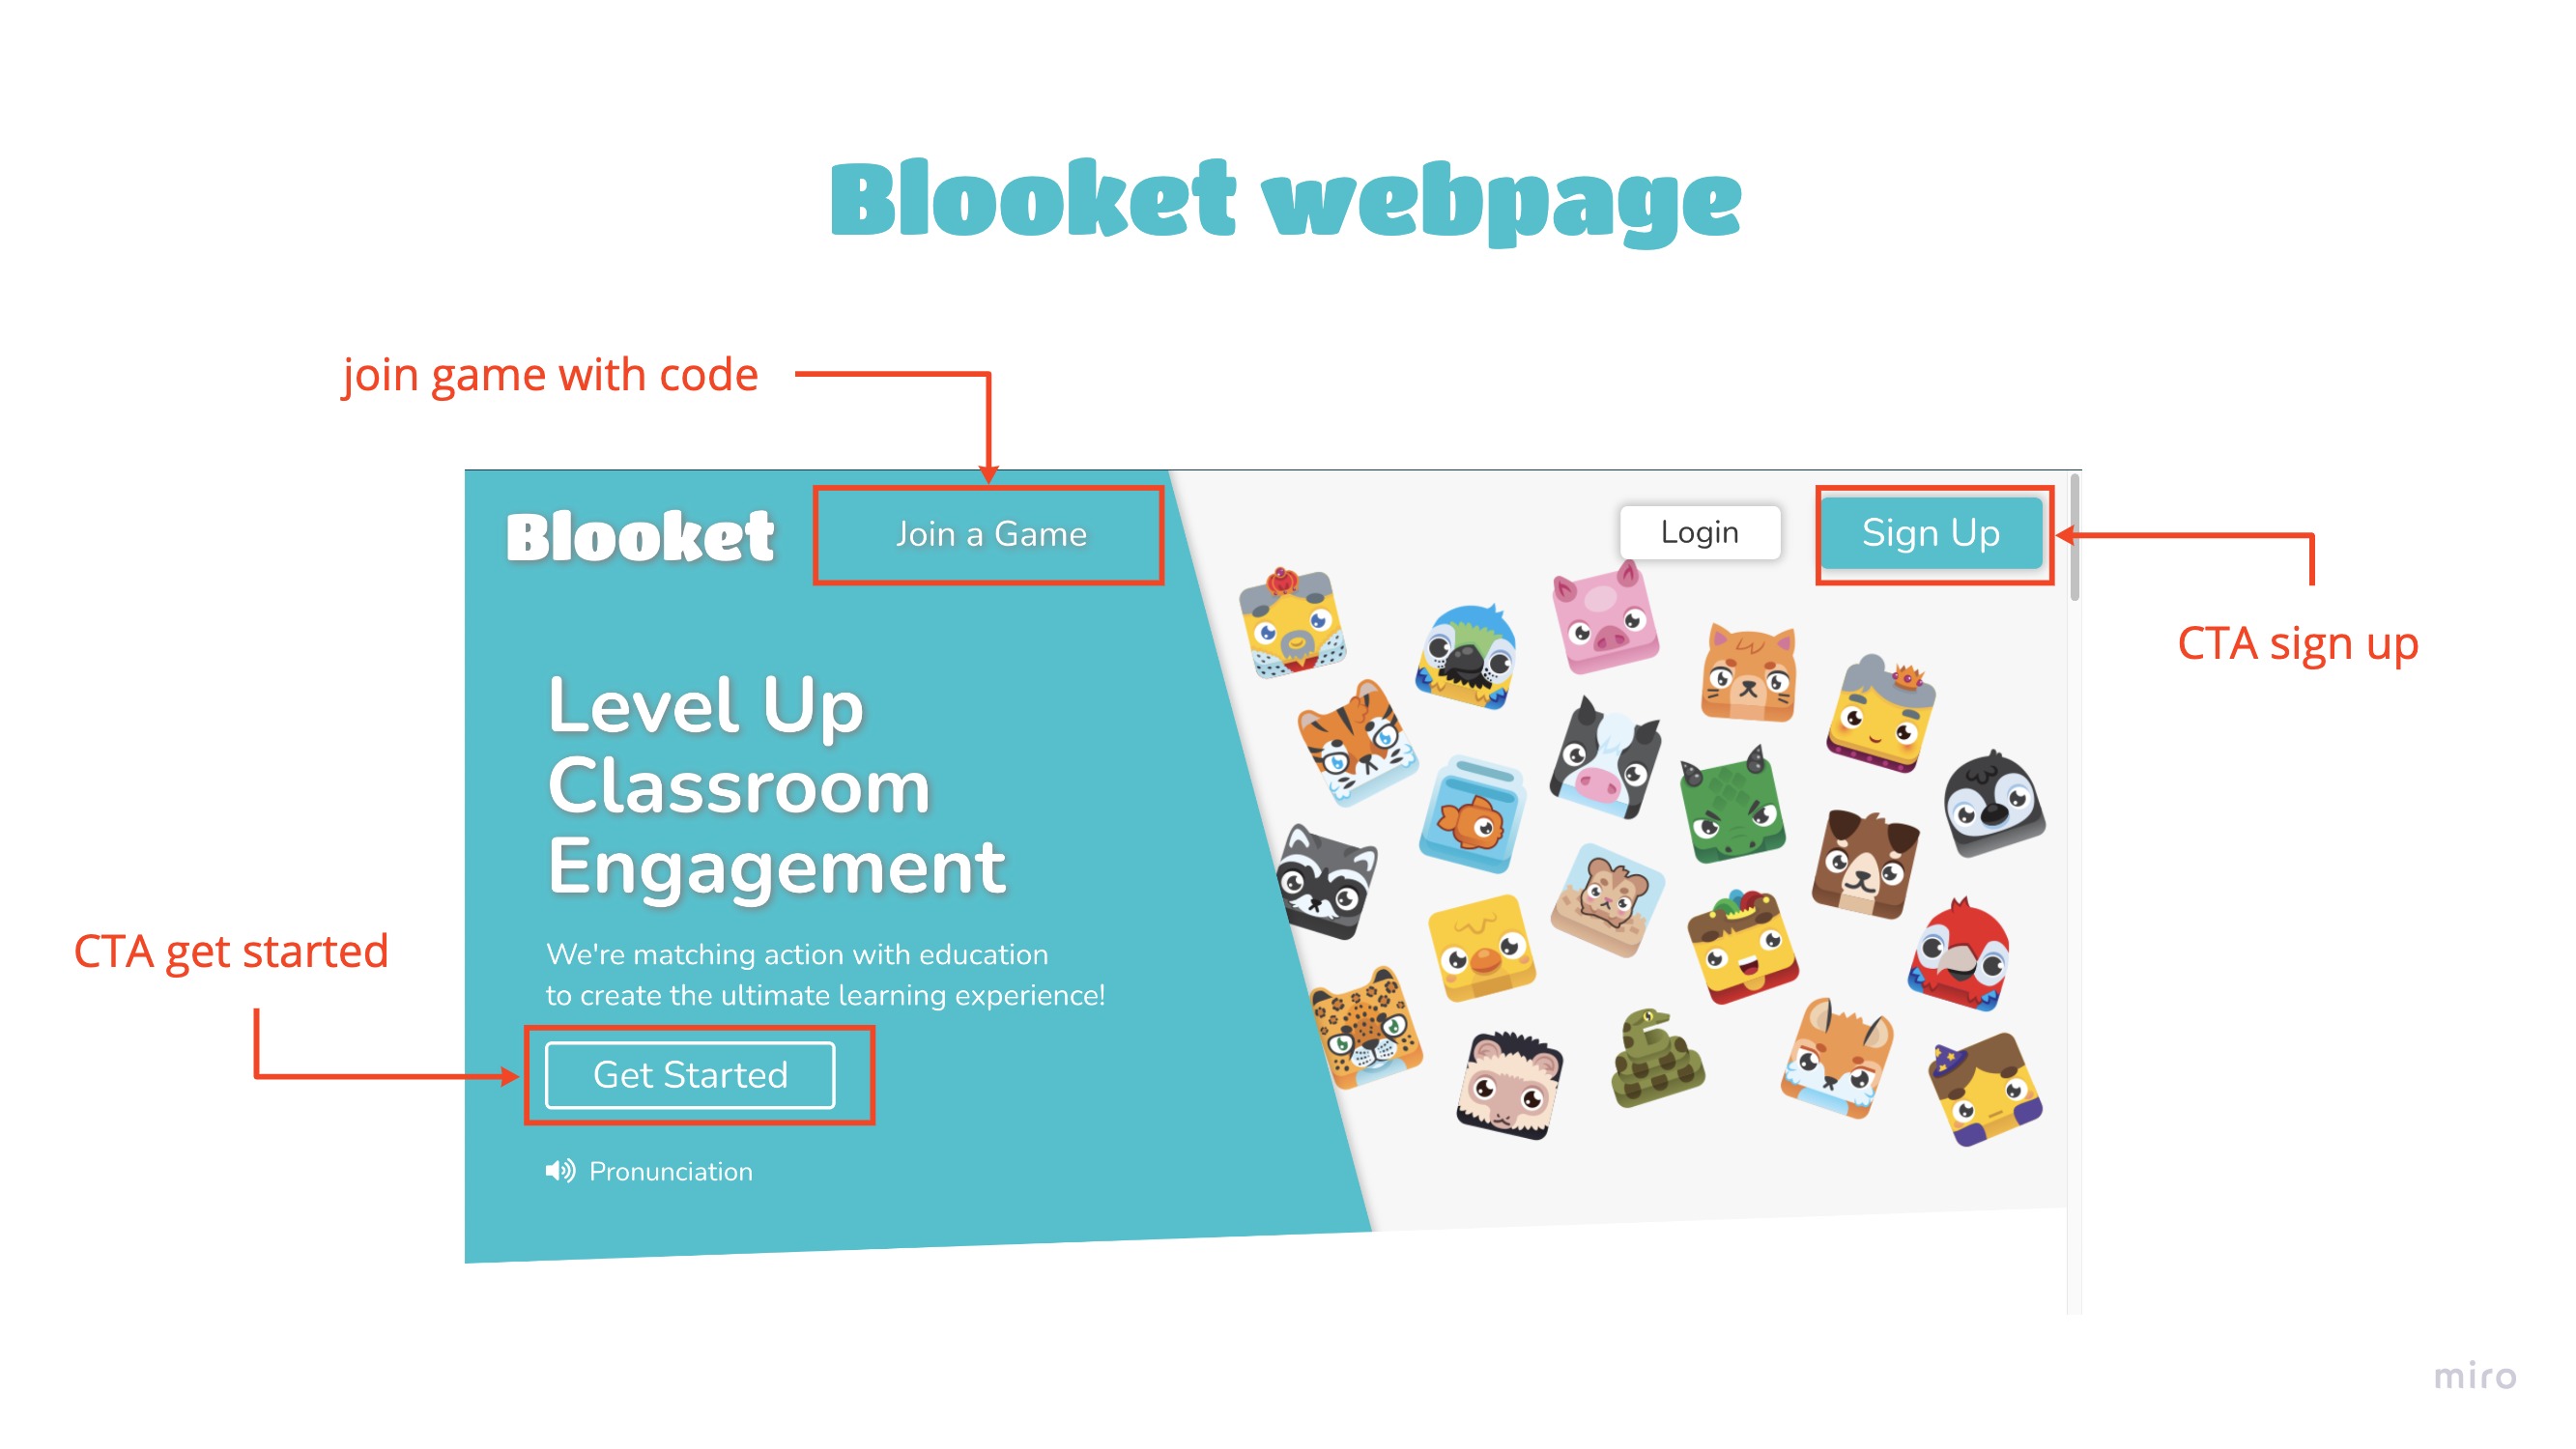 Blooket webpage
join game with code
Blooket
Join a Game
Login
Sign Up
CTA sign up
Level Up
Classroom
Engagement
CTA get started
We're matching action with education
to create the ultimate learning experience!
Get Started
Pronunciation
miro